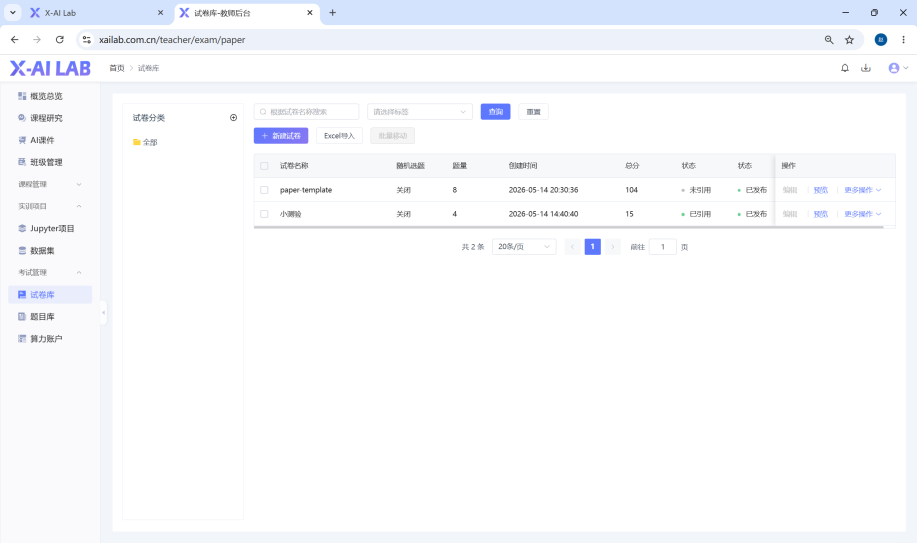 X-AI Lab
试卷库-教师后台
xailab.com.cn/teacher/exam/paper
X-AI LAB
首页 > 试卷库
概览总览
课程研究
AI课件
班级管理
课程管理
实训项目
Jupyter项目
数据集
考试管理
试卷库
题目库
算力账户
试卷分类
全部
根据试卷名称搜索 请选择标签 查询 重置
+ 新建试卷 Excel导入 批量移动
试卷名称 随机选题 题量 创建时间 总分 状态 状态 操作
paper-template 关闭 8 2026-05-14 20:30:36 104 未引用 已发布 编辑 预览 更多操作
小测验 关闭 4 2026-05-14 14:40:40 15 已引用 已发布 编辑 预览 更多操作
共 2 条 20条/页 1 前往 1 页